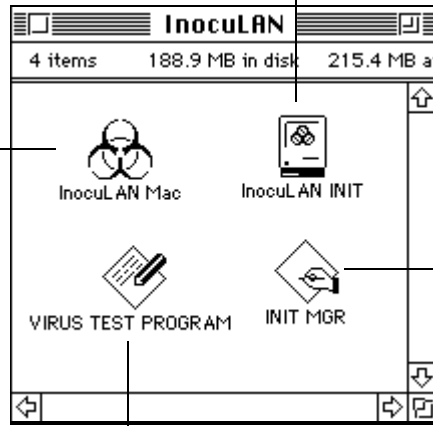 InocuLAN
4 items 188.9 MB in disk 215.4 MB a
InocuLAN Mac InocuLAN INIT
VIRUS TEST PROGRAM INIT MGR